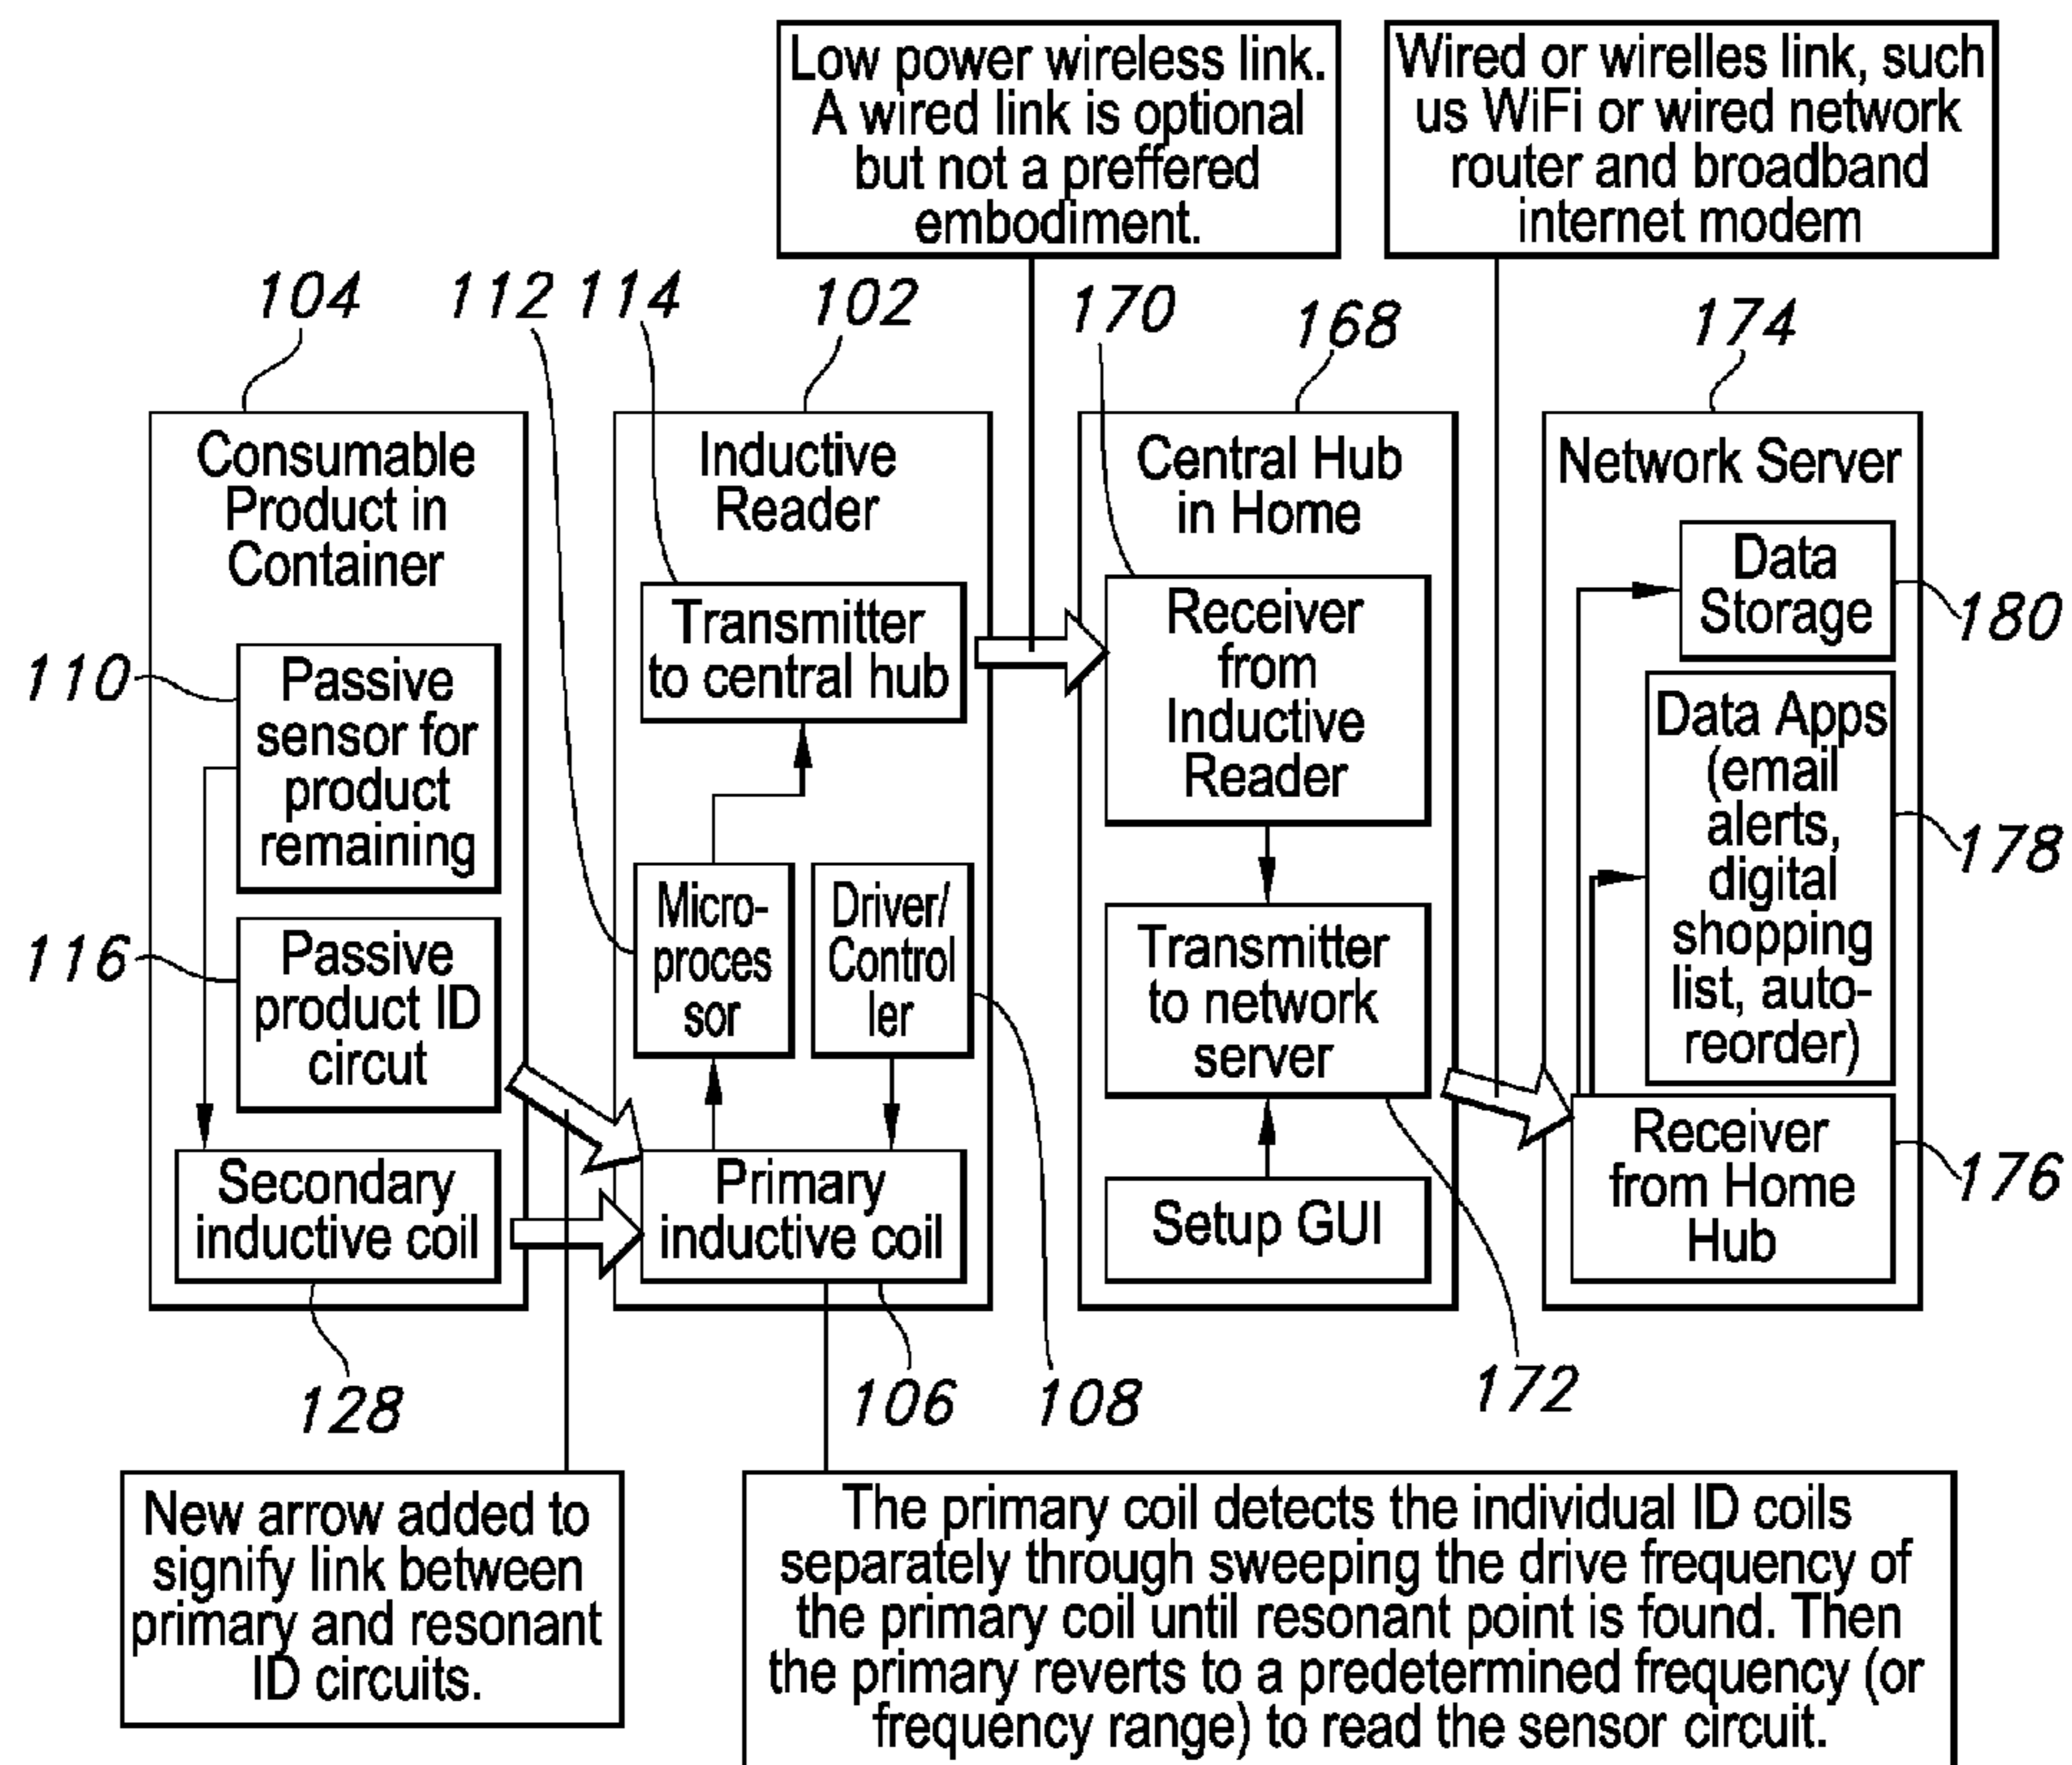 Low power wireless link.
A wired link is optional
but not a preffered
embodiment.
Wired or wirelles link, such
us WiFi or wired network
router and broadband
internet modem
104
112
114
102
170
168
174
Consumable
Product in
Container
110
Passive
sensor for
product
remaining
116
Passive
product ID
circut
Secondary
inductive coil
128
Inductive
Reader
Transmitter
to central hub
Micro-
proces
sor
Driver/
Control
ler
Primary
inductive coil
106
108
Central Hub
in Home
Receiver
from
Inductive
Reader
Transmitter
to network
server
Setup GUI
172
Network Server
Data
Storage
180
Data Apps
(email
alerts,
digital
shopping
list, auto-
reorder)
178
Receiver
from Home
Hub
176
New arrow added to
signify link between
primary and resonant
ID circuits.
The primary coil detects the individual ID coils
separately through sweeping the drive frequency of
the primary coil until resonant point is found. Then
the primary reverts to a predetermined frequency (or
frequency range) to read the sensor circuit.